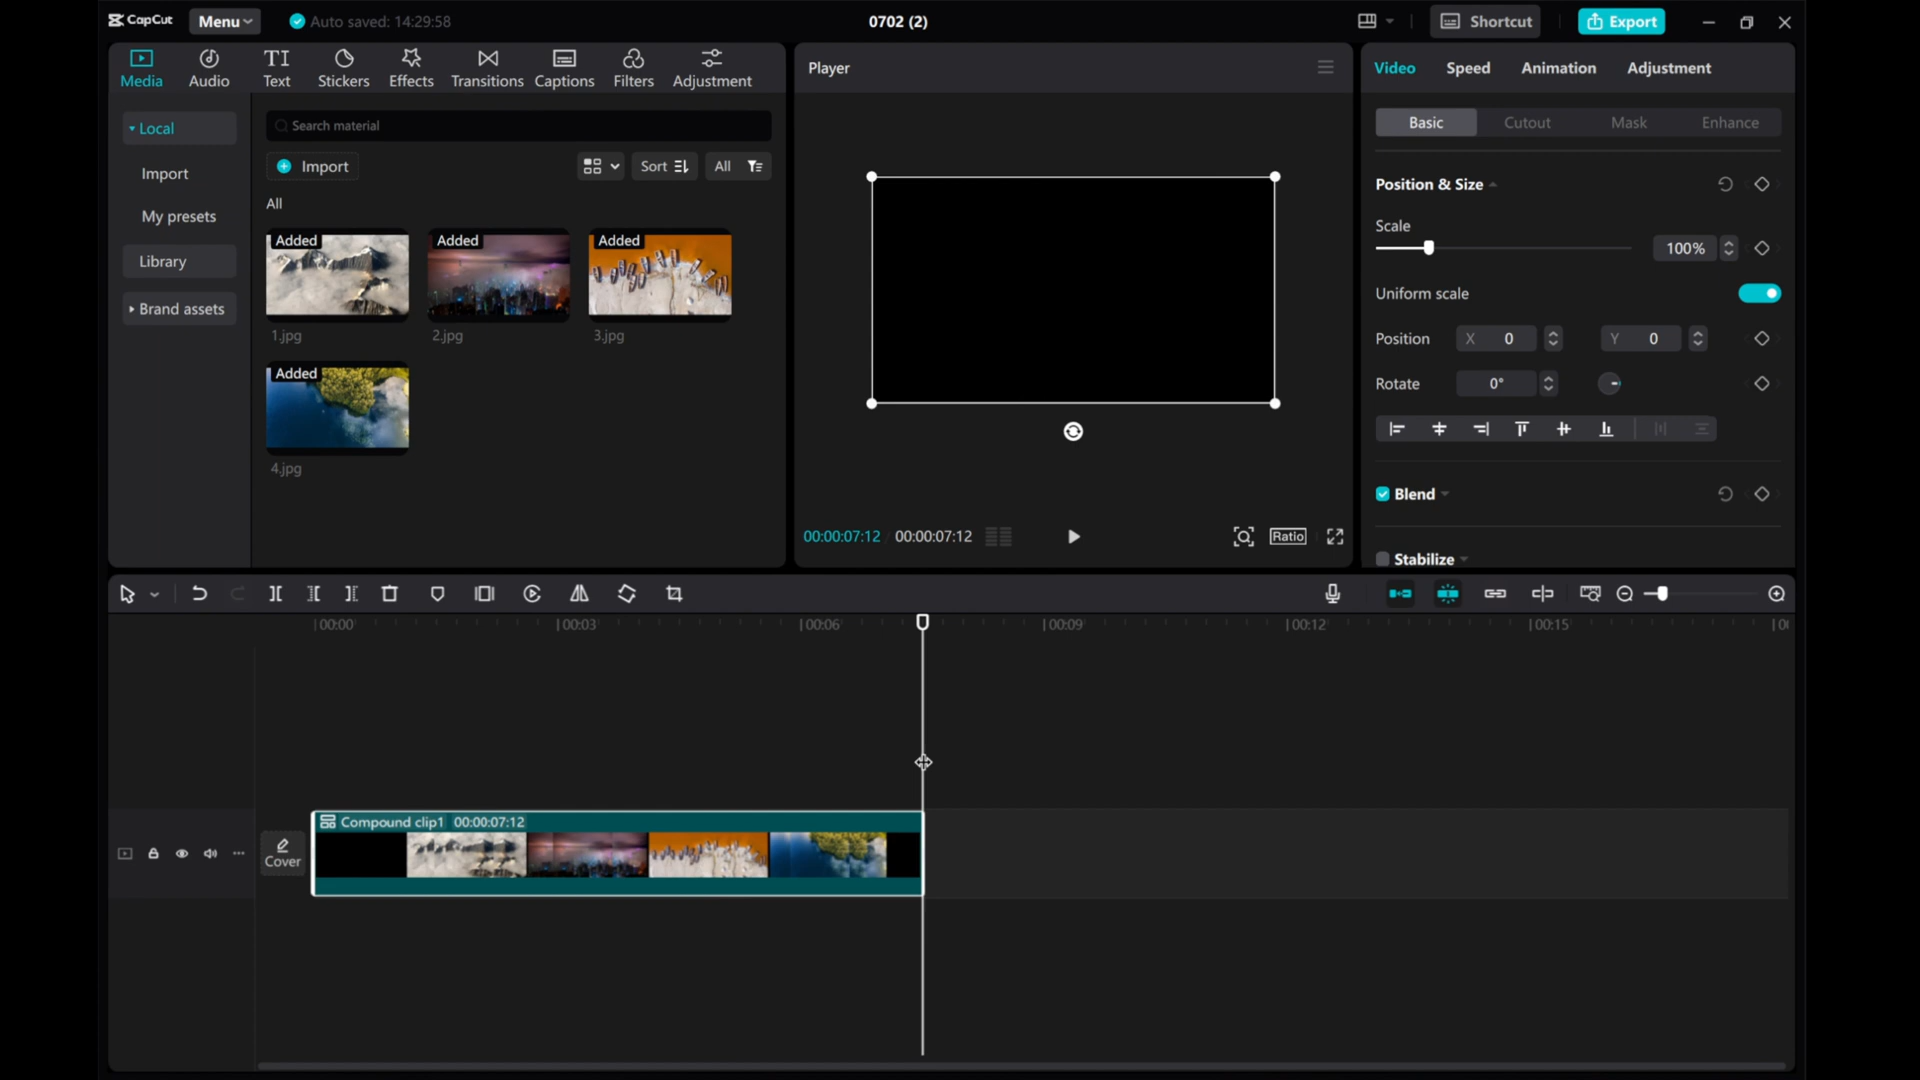 CapCut
Menu
Auto saved: 14:29:58
0702 (2)
Shortcut
Export
Media
Audio
Text
Stickers
Effects
Transitions
Captions
Filters
Adjustment
Local
Import
My presets
Library
Brand assets
Search material
Import
Sort
All
All
Added
Added
Added
1.jpg
2.jpg
3.jpg
Added
4.jpg
Player
00:00:07:12
00:00:07:12
Ratio
Video
Speed
Animation
Adjustment
Basic
Cutout
Mask
Enhance
Position & Size
Scale
100%
Uniform scale
Position
X 0
Y 0
Rotate
0°
Blend
Stabilize
00:00
00:03
00:06
00:09
00:12
00:15
Cover
Compound clip1 00:00:07:12